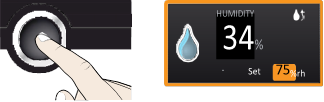 HUMIDITY
34%
- Set 75%rh